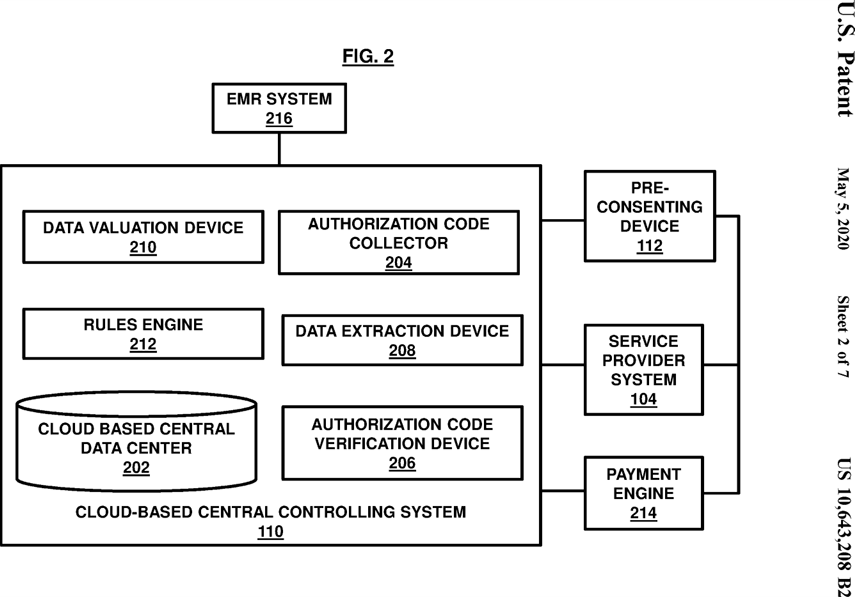 FIG. 2
EMR SYSTEM
216
DATA VALUATION DEVICE
210
AUTHORIZATION CODE
COLLECTOR
204
RULES ENGINE
212
DATA EXTRACTION DEVICE
208
CLOUD BASED CENTRAL
DATA CENTER
202
AUTHORIZATION CODE
VERIFICATION DEVICE
206
CLOUD-BASED CENTRAL CONTROLLING SYSTEM
110
PRE-
CONSENTING
DEVICE
112
SERVICE
PROVIDER
SYSTEM
104
PAYMENT
ENGINE
214
U.S. Patent May 5, 2020 Sheet 2 of 7 US 10,643,208 B2